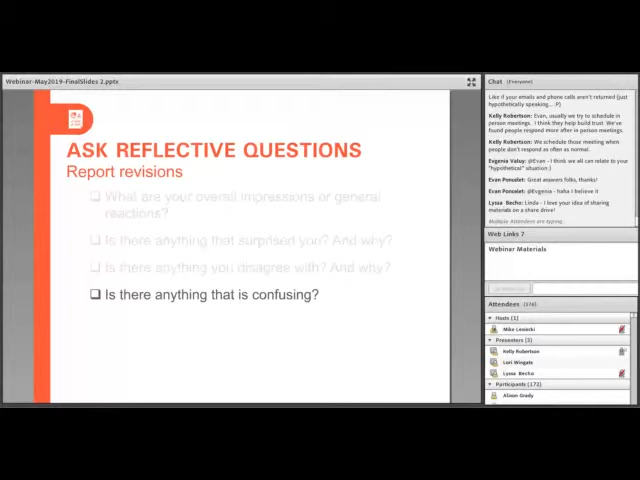 Webinar-May2019-FinalSlides 2.pptx
ASK REFLECTIVE QUESTIONS
Report revisions
What are your overall impressions or general
reactions?
Is there anything that surprised you? And why?
Is there anything you disagree with? And why?
Is there anything that is confusing?
Chat (Everyone)
Like if your emails and phone calls aren't returned (just
hypothetically speaking... :P)
Kelly Robertson: Evan, usually we try to schedule in
person meetings. I think they help build trust. We've
found people respond more after in person meetings.
Kelly Robertson: We schedule those meeting when
people don't respond as often as normal.
Evgenia Valuy: @Evan - I think we all can relate to your
"hypothetical" situation:)
Evan Poncelet: Great answers folks, thanks!
Evan Poncelet: @Evgenia - haha I believe it
Lyssa Becho: Linda - I love your idea of sharing
materials on a share drive!
Multiple Attendees are typing
Web Links 7
Webinar Materials
Attendees (176)
Hosts (1)
Mike Lesiecki
Presenters (3)
Kelly Robertson
Lori Wingate
Lyssa Becho
Participants (172)
Alison Grady